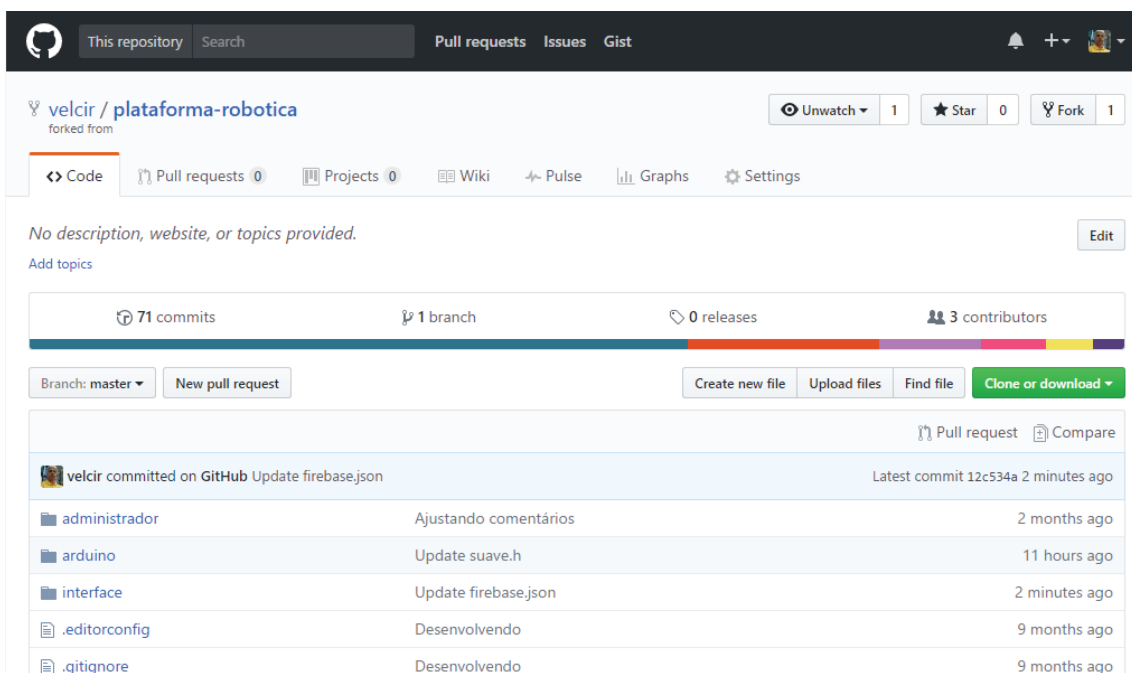 This repository Search Pull requests Issues Gist
velcir / plataforma-robotica Unwatch 1 Star 0 Fork 1
forked from
Code Pull requests 0 Projects 0 Wiki Pulse Graphs Settings
No description, website, or topics provided. Edit
Add topics
71 commits 1 branch 0 releases 3 contributors
Branch: master New pull request Create new file Upload files Find file Clone or download
Pull request Compare
velcir committed on GitHub Update firebase.json Latest commit 12c534a 2 minutes ago
administrador Ajustando comentários 2 months ago
arduino Update suave.h 11 hours ago
interface Update firebase.json 2 minutes ago
.editorconfig Desenvolvendo 9 months ago
.gitignore Desenvolvendo 9 months ago